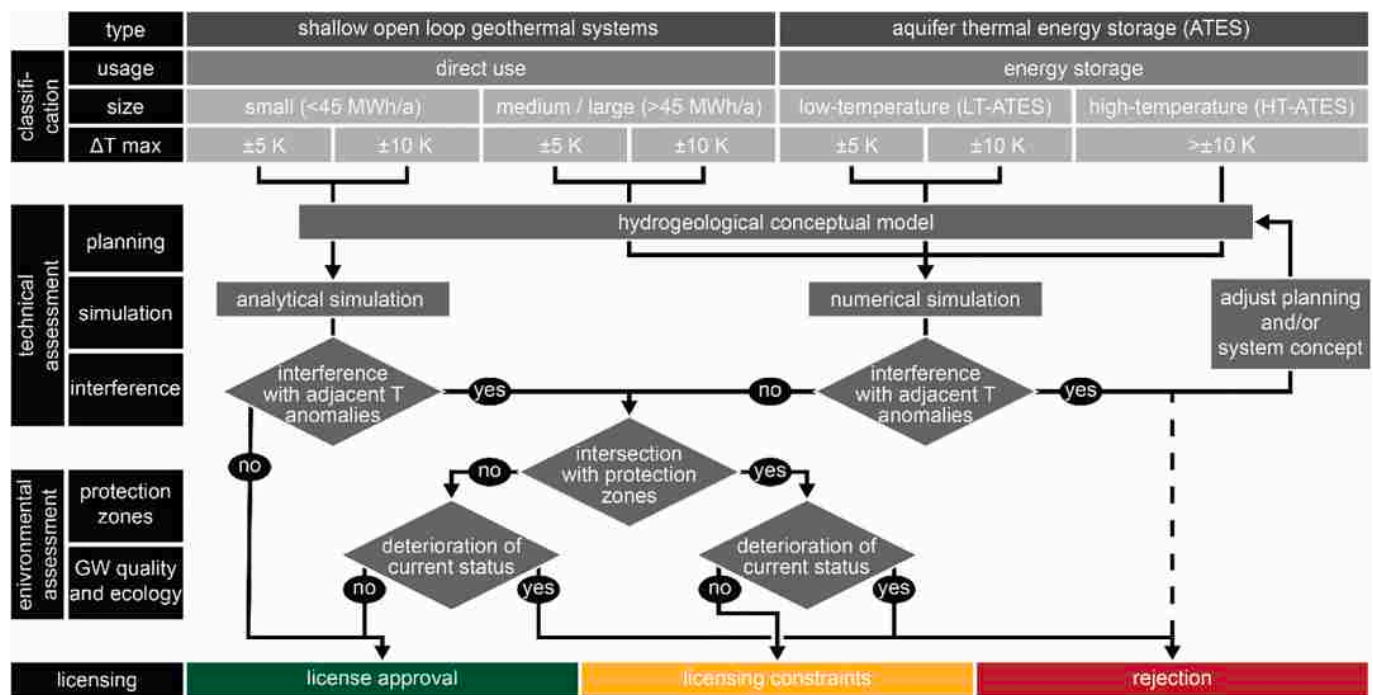 type
shallow open loop geothermal systems
aquifer thermal energy storage (ATES)
classifi-
cation
usage
direct use
energy storage
size
small (<45 MWh/a)
medium / large (>45 MWh/a)
low-temperature (LT-ATES)
high-temperature (HT-ATES)
ΔT max
±5 K
±10 K
±5 K
±10 K
±5 K
±10 K
>±10 K
technical
assessment
planning
hydrogeological conceptual model
simulation
analytical simulation
numerical simulation
adjust planning
and/or
system concept
interference
interference
with adjacent T
anomalies
yes
no
interference
with adjacent T
anomalies
yes
no
enivronmental
assessment
protection
zones
no
intersection
with protection
zones
yes
GW quality
and ecology
deterioration of
current status
no
yes
deterioration of
current status
no
yes
licensing
license approval
licensing constraints
rejection